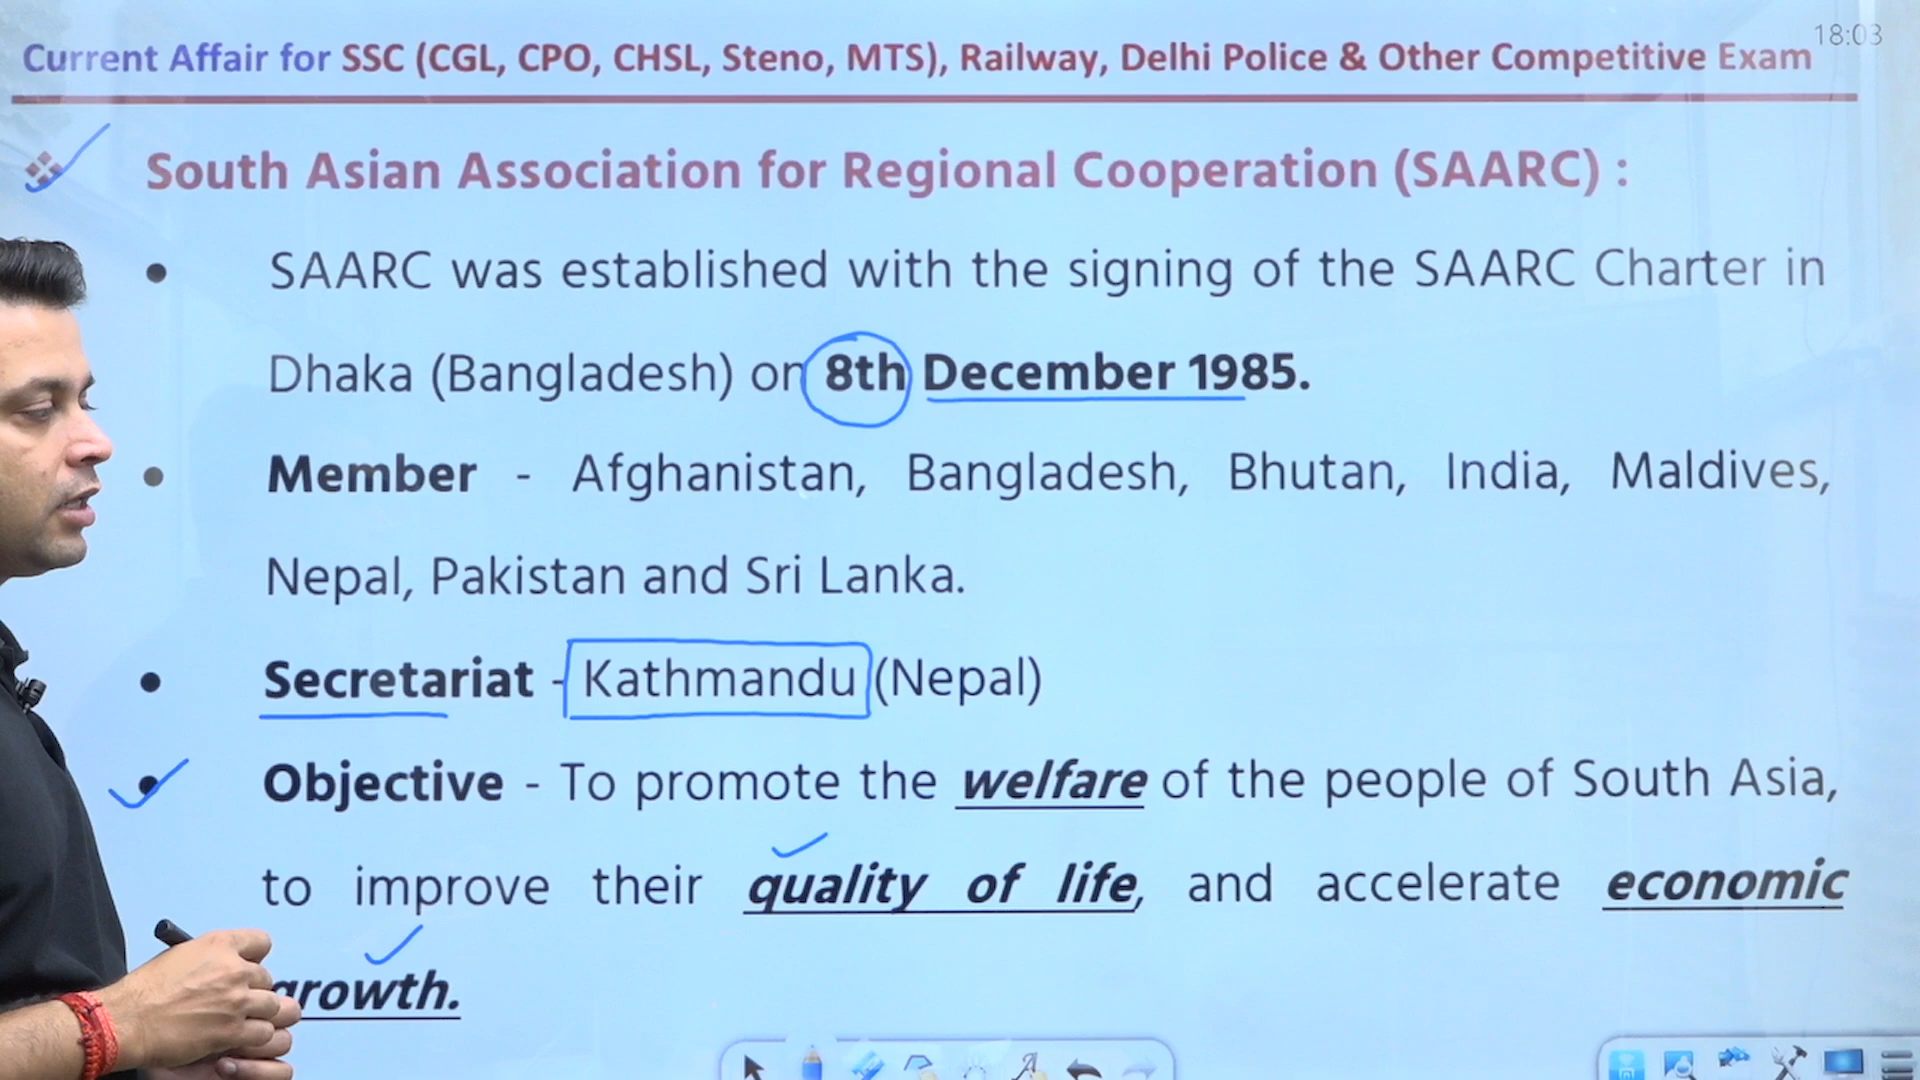 18:03
Current Affair for SSC (CGL, CPO, CHSL, Steno, MTS), Railway, Delhi Police & Other Competitive Exam
South Asian Association for Regional Cooperation (SAARC) :
SAARC was established with the signing of the SAARC Charter in
Dhaka (Bangladesh) on 8th December 1985.
Member - Afghanistan, Bangladesh, Bhutan, India, Maldives,
Nepal, Pakistan and Sri Lanka.
Secretariat - Kathmandu (Nepal)
Objective - To promote the welfare of the people of South Asia,
to improve their quality of life, and accelerate economic
growth.